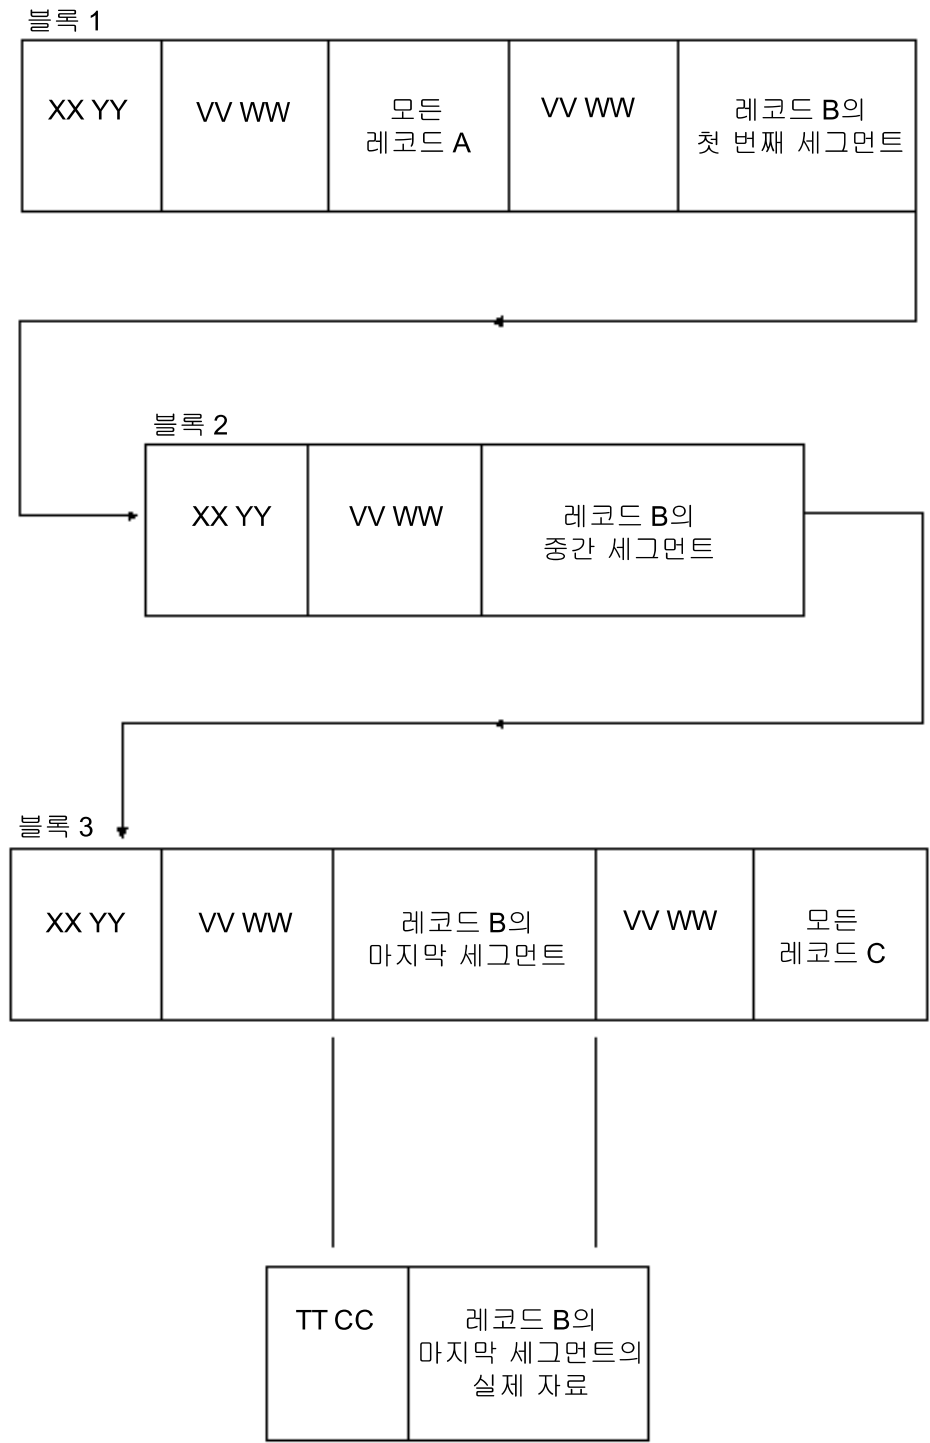 블록 1
XX YY
VV WW
모든
레코드 A
VV WW
레코드 B의
첫 번째 세그먼트
블록 2
XX YY
VV WW
레코드 B의
중간 세그먼트
블록 3
XX YY
VV WW
레코드 B의
마지막 세그먼트
VV WW
모든
레코드 C
TT CC
레코드 B의
마지막 세그먼트의
실제 자료